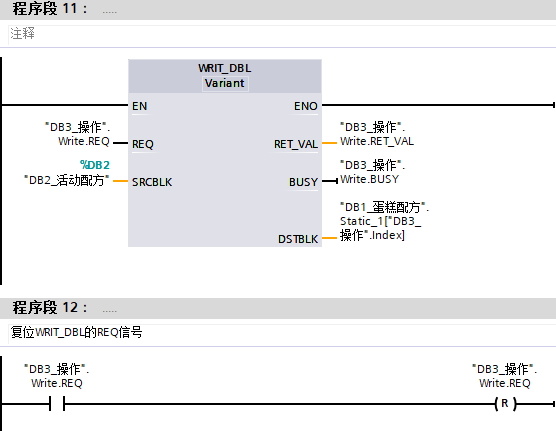 程序段 11： .....
注释
WRIT_DBL
Variant
EN
ENO
"DB3_操作".
Write.REQ
REQ
RET_VAL
"DB3_操作".
Write.RET_VAL
%DB2
"DB2_活动配方"
SRCBLK
BUSY
"DB3_操作".
Write.BUSY
DSTBLK
"DB1_蛋糕配方".
Static_1["DB3_
操作".Index]
程序段 12： .....
复位WRIT_DBL的REQ信号
"DB3_操作".
Write.REQ
"DB3_操作".
Write.REQ
R